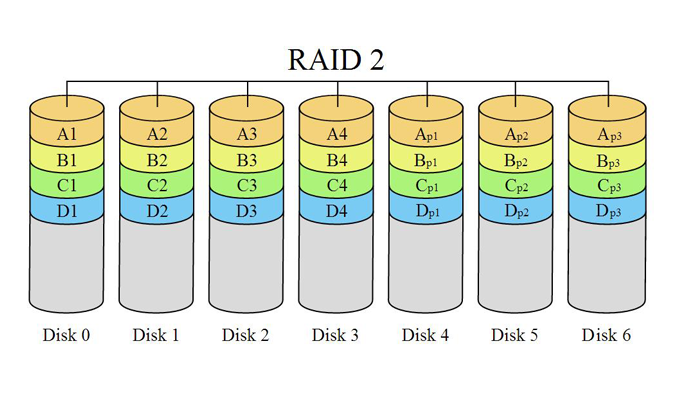 RAID 2
A1 A2 A3 A4 Ap1 Ap2 Ap3
B1 B2 B3 B4 Bp1 Bp2 Bp3
C1 C2 C3 C4 Cp1 Cp2 Cp3
D1 D2 D3 D4 Dp1 Dp2 Dp3
Disk 0 Disk 1 Disk 2 Disk 3 Disk 4 Disk 5 Disk 6